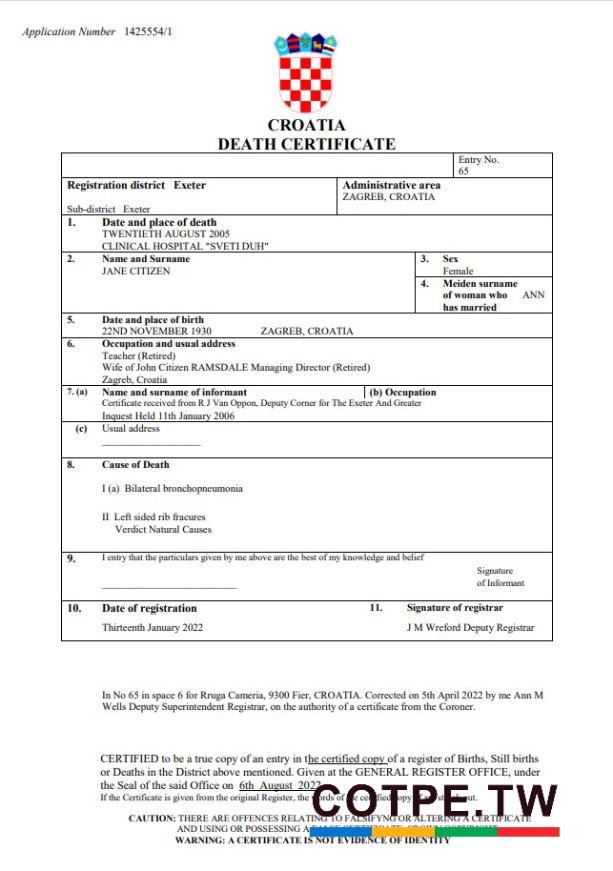 Application Number 1425554/1
CROATIA
DEATH CERTIFICATE
Entry No.
65
Registration district Exeter
Administrative area
ZAGREB, CROATIA
Sub-district Exeter
1. Date and place of death
TWENTIETH AUGUST 2005
CLINICAL HOSPITAL "SVETI DUH"
2. Name and Surname
JANE CITIZEN
3. Sex
Female
4. Meiden surname
of woman who ANN
has married
5. Date and place of birth
22ND NOVEMBER 1930 ZAGREB, CROATIA
6. Occupation and usual address
Teacher (Retired)
Wife of John Citizen RAMSDALE Managing Director (Retired)
Zagreb, Croatia
7. (a) Name and surname of informant (b) Occupation
Certificate received from R J Van Oppon, Deputy Corner for The Exeter And Greater
Inquest Held 11th January 2006
(c) Usual address
8. Cause of Death
I (a) Bilateral bronchopneumonia
II Left sided rib fracures
Verdict Natural Causes
9. I entry that the particulars given by me above are the best of my knowledge and belief
Signature
of Informant
10. Date of registration 11. Signature of registrar
Thirteenth January 2022 J M Wreford Deputy Registrar
In No 65 in space 6 for Rruga Cameria, 9300 Fier, CROATIA. Corrected on 5th April 2022 by me Ann M
Wells Deputy Superintendent Registrar, on the authority of a certificate from the Coroner.
CERTIFIED to be a true copy of an entry in the certified copy of a register of Births, Still births
or Deaths in the District above mentioned. Given at the GENERAL REGISTER OFFICE, under
the Seal of the said Office on 6th August 2022
If the Certificate is given from the original Register, the words of the certified copy
COTPE.TW
CAUTION: THERE ARE OFFENCES RELATING TO FALSIFYNG OR ALTERING A CERTIFICATE
AND USING OR POSSESSING A
WARNING: A CERTIFICATE IS NOT EVIDENCE OF IDENTITY